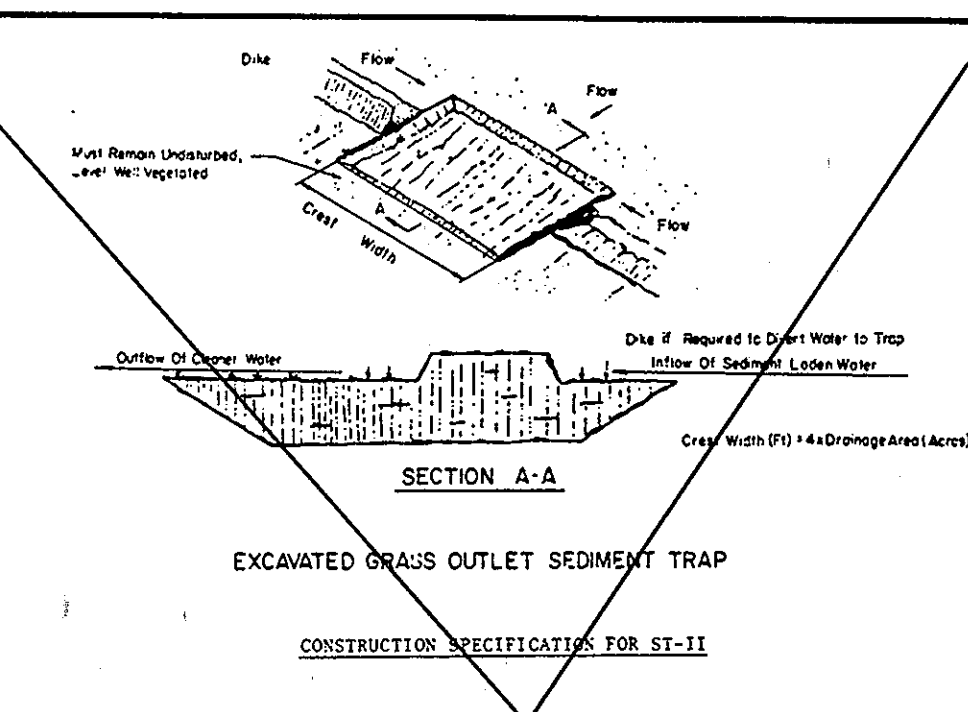 Dike
Flow
Flow
A
Must Remain Undisturbed,
Level Well Vegetated
Flow
A
Crest Width
Dike if Required to Divert Water to Trap
Outflow Of Cleaner Water
Inflow Of Sediment Laden Water
Crest Width (Ft) = 4x Drainage Area (Acres)
SECTION A-A
EXCAVATED GRASS OUTLET SEDIMENT TRAP
CONSTRUCTION SPECIFICATION FOR ST-II